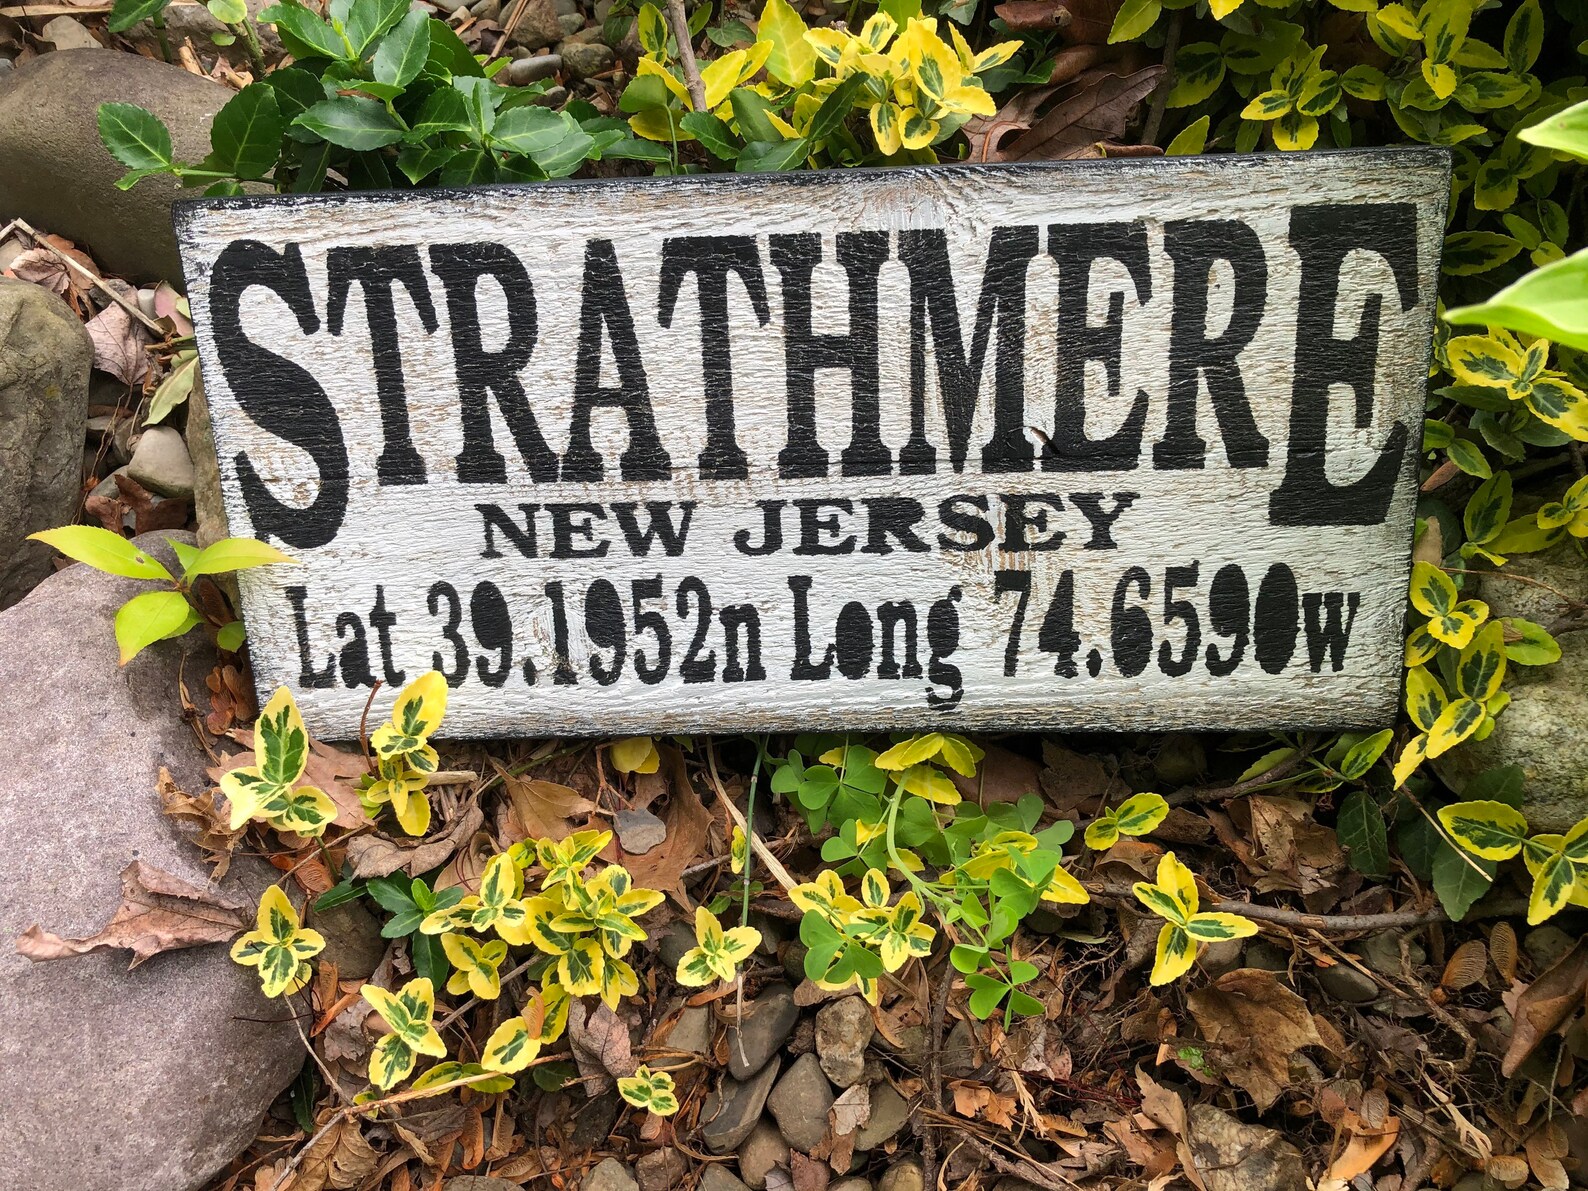 STRATHMERE
NEW JERSEY
Lat 39.1952n Long 74.6590w